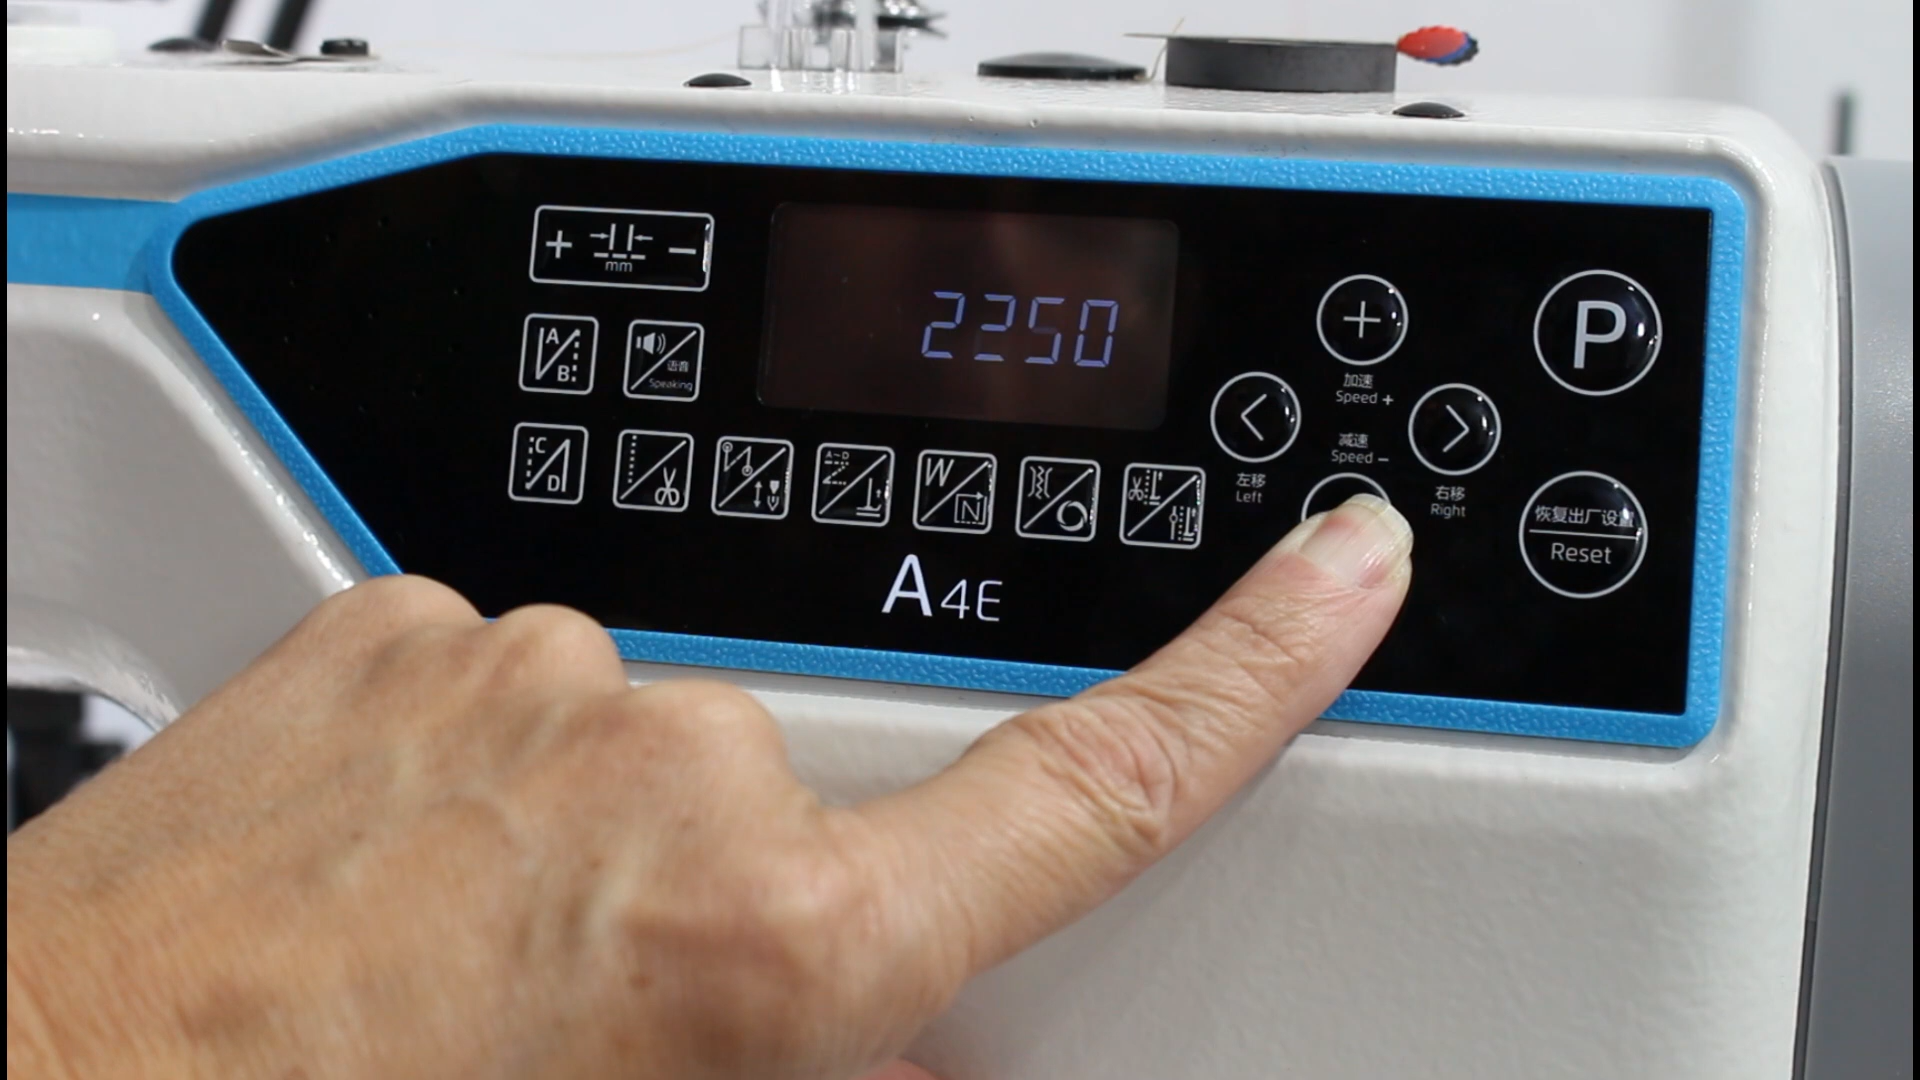 + −
mm
2250
+
P
A
B
语音
Speaking
加速
Speed +
< >
减速
Speed −
C
D
A~D
W
N
左移
Left
右移
Right
恢复出厂设置
Reset
A4E